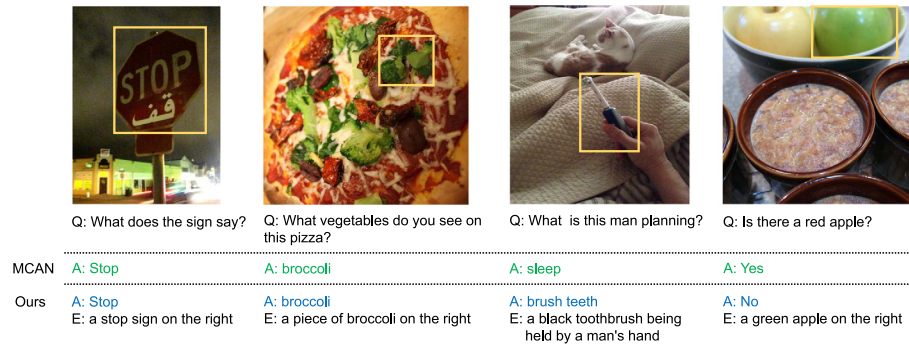 STOP
قف
Q: What does the sign say?
Q: What vegetables do you see on
this pizza?
Q: What is this man planning?
Q: Is there a red apple?
MCAN
A: Stop
A: broccoli
A: sleep
A: Yes
Ours
A: Stop
E: a stop sign on the right
A: broccoli
E: a piece of broccoli on the right
A: brush teeth
E: a black toothbrush being
held by a man's hand
A: No
E: a green apple on the right